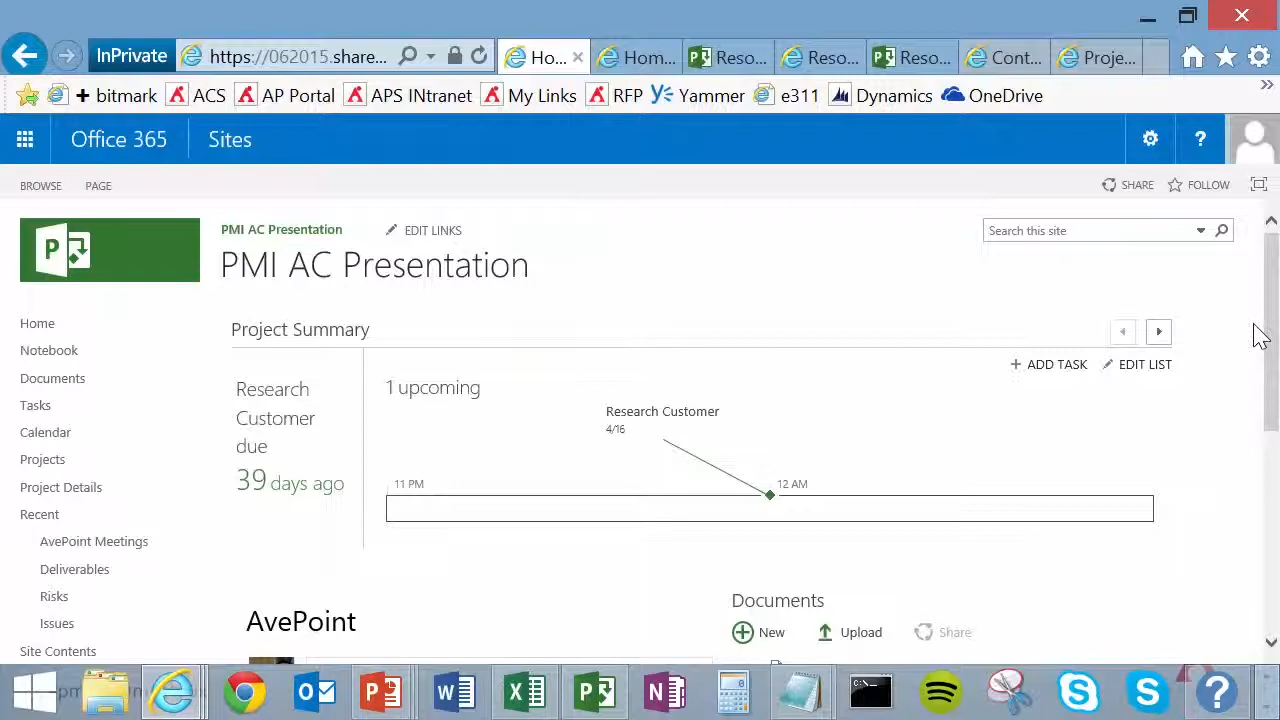 InPrivate https://062015.share... Ho... Hom... Reso... Reso... Reso... Cont... Proje...
bitmark ACS AP Portal APS INtranet My Links RFP Yammer e311 Dynamics OneDrive
Office 365 Sites ?
BROWSE PAGE SHARE FOLLOW
PMI AC Presentation EDIT LINKS Search this site
PMI AC Presentation
Home
Notebook
Documents
Tasks
Calendar
Projects
Project Details
Recent
AvePoint Meetings
Deliverables
Risks
Issues
Site Contents
Project Summary
+ ADD TASK EDIT LIST
Research
Customer
due
39 days ago
1 upcoming
Research Customer
4/16
11 PM 12 AM
AvePoint
Documents
New Upload Share